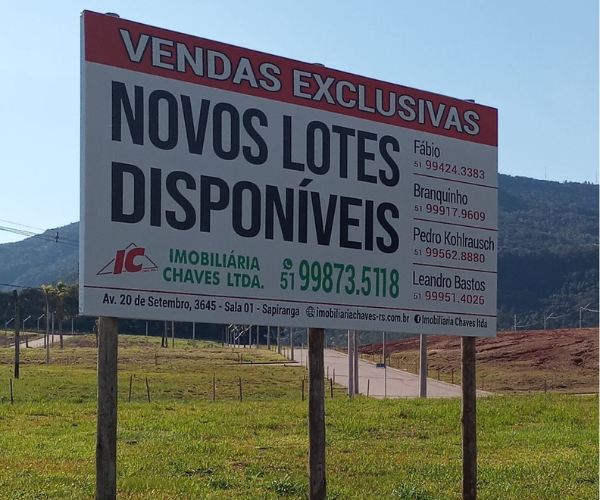 VENDAS EXCLUSIVAS
NOVOS LOTES
DISPONÍVEIS
Fábio
51 99424.3383
Branquinho
51 99917.9609
Pedro Kohlrausch
51 99562.8880
Leandro Bastos
51 99951.4026
IC
IMOBILIÁRIA
CHAVES LTDA.
51 99873.5118
Av. 20 de Setembro, 3645 - Sala 01 - Sapiranga
imobiliariachaves-rs.com.br
Imobiliária Chaves ltda